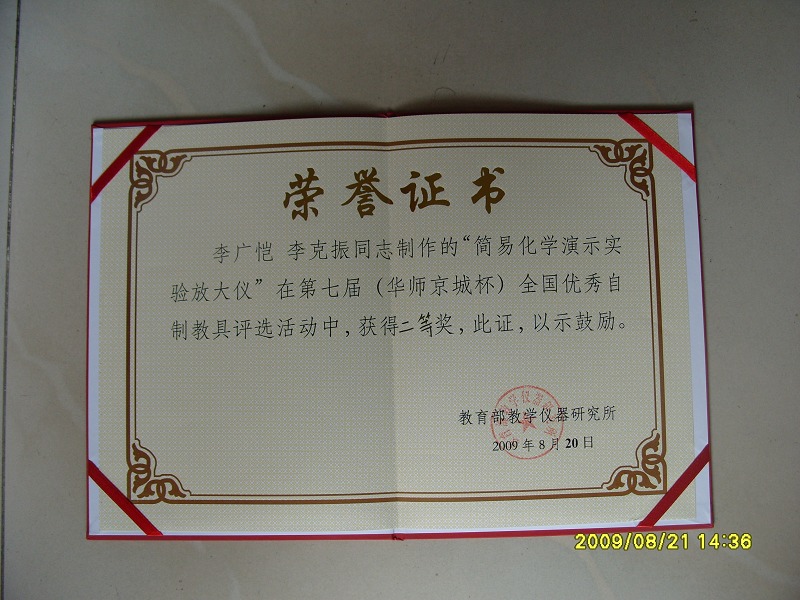 荣誉证书
李广恺 李克振同志制作的“简易化学演示实
验放大仪”在第七届（华师京城杯）全国优秀自
制教具评选活动中，获得二等奖，此证，以示鼓励。
教育部教学仪器研究所
2009年8月20日
2009/08/21 14:36